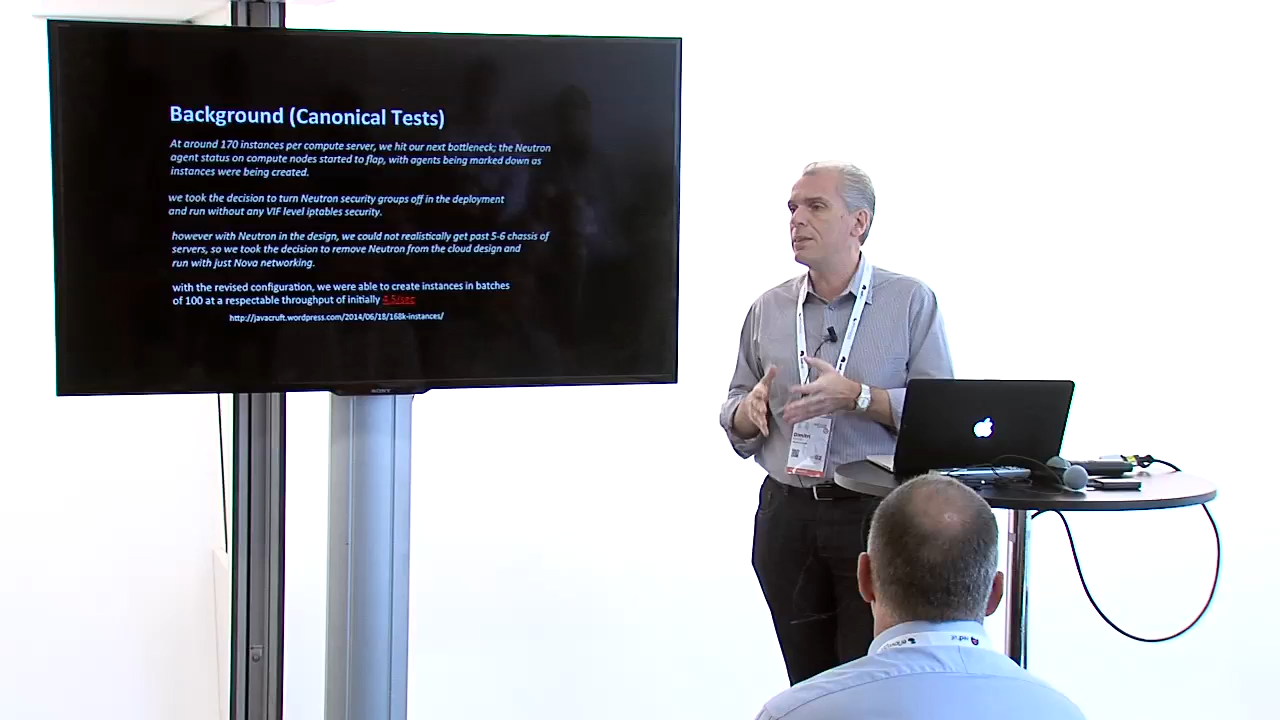 Background (Canonical Tests)
At around 170 instances per compute server, we hit our next bottleneck; the Neutron
agent status on compute nodes started to flap, with agents being marked down as
instances were being created.
we took the decision to turn Neutron security groups off in the deployment
and run without any VIF level iptables security.
however with Neutron in the design, we could not realistically get past 5-6 chassis of
servers, so we took the decision to remove Neutron from the cloud design and
run with just Nova networking.
with the revised configuration, we were able to create instances in batches
of 100 at a respectable throughput of initially 4.5/sec
http://javacruft.wordpress.com/2014/06/18/168k-instances/
SONY
Dimitri